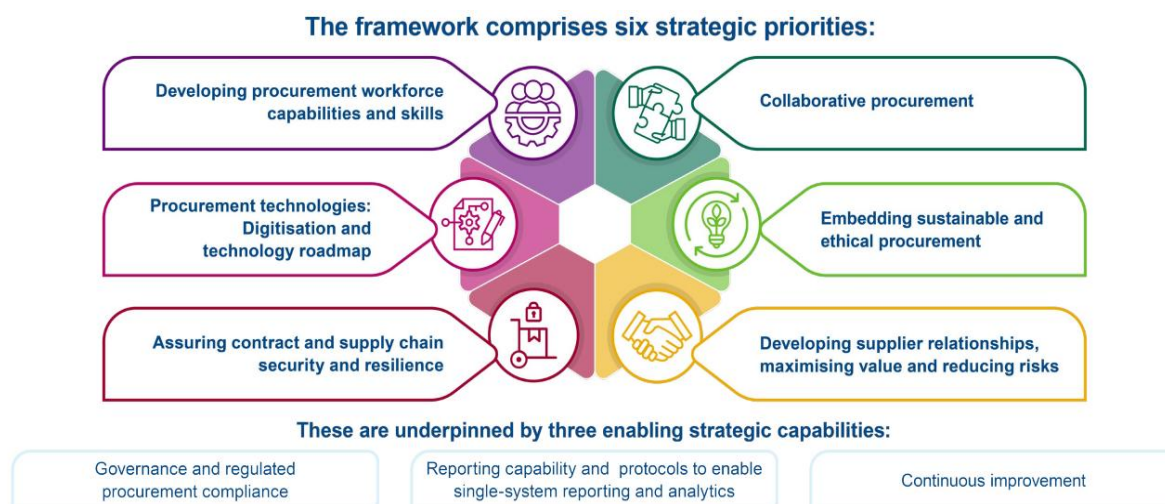 The framework comprises six strategic priorities:
Developing procurement workforce
capabilities and skills
Collaborative procurement
Procurement technologies:
Digitisation and
technology roadmap
Embedding sustainable and
ethical procurement
Assuring contract and supply chain
security and resilience
Developing supplier relationships,
maximising value and reducing risks
These are underpinned by three enabling strategic capabilities:
Governance and regulated
procurement compliance
Reporting capability and protocols to enable
single-system reporting and analytics
Continuous improvement